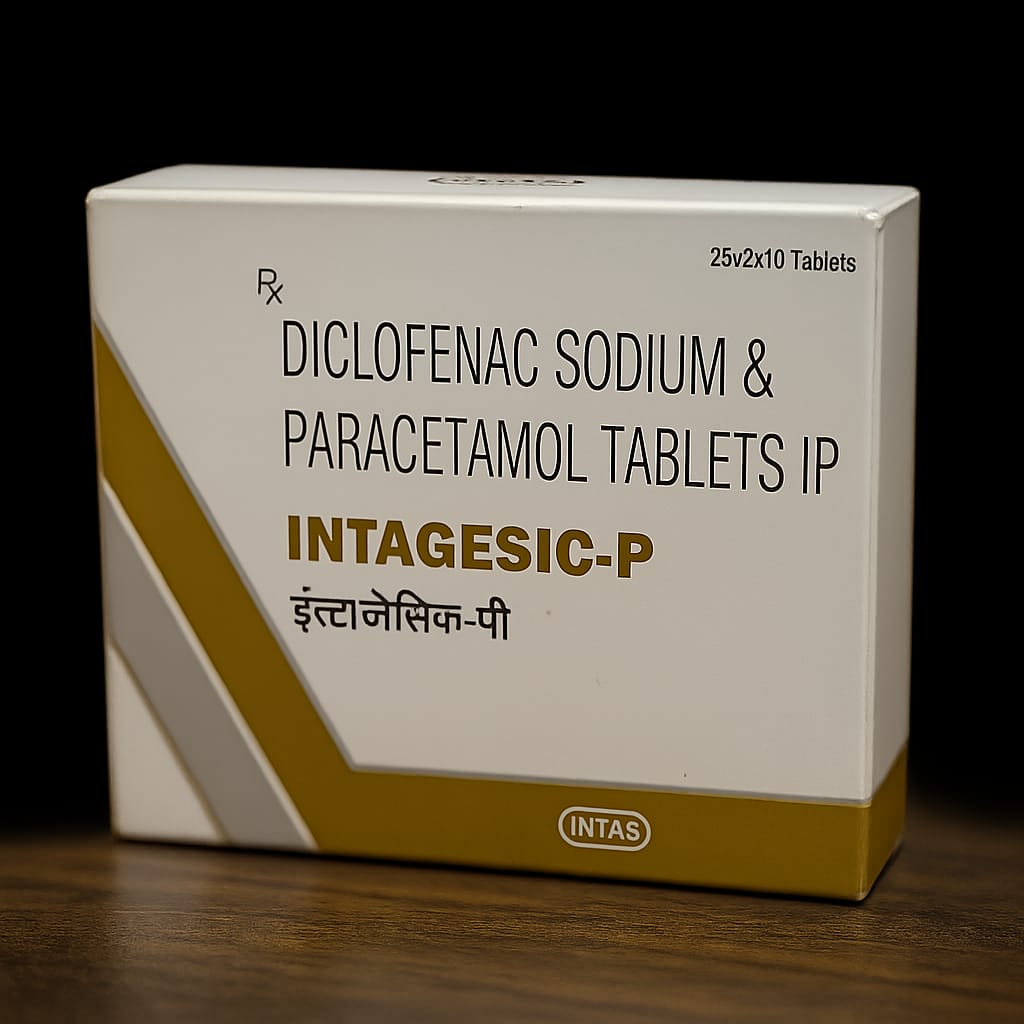 25v2x10 Tablets
Rx
DICLOFENAC SODIUM &
PARACETAMOL TABLETS IP
INTAGESIC-P
इंत्टाजेसिक-पी
INTAS